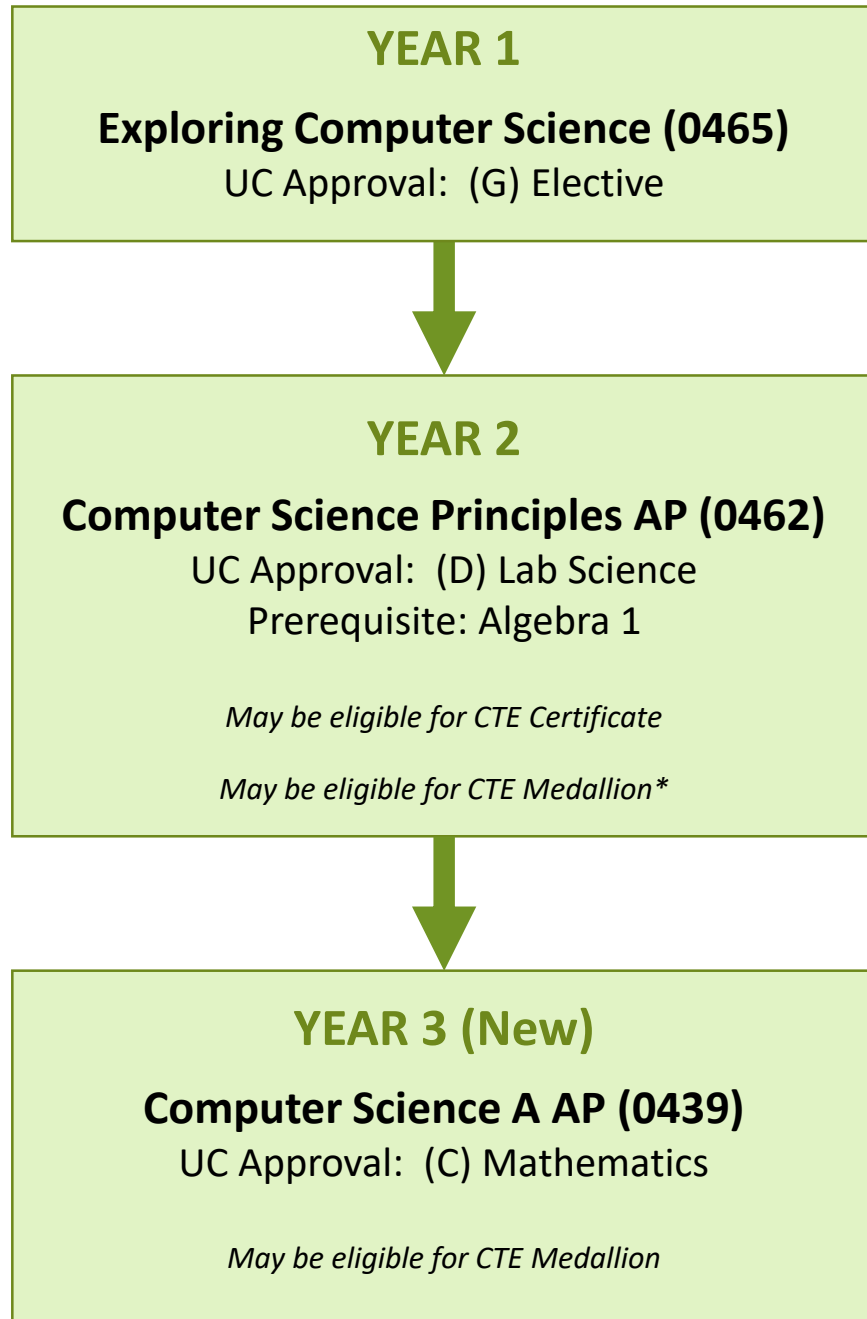 YEAR 1
Exploring Computer Science (0465)
UC Approval:  (G) Elective
YEAR 2
Computer Science Principles AP (0462)
UC Approval:  (D) Lab Science
Prerequisite: Algebra 1
May be eligible for CTE Certificate
May be eligible for CTE Medallion*
YEAR 3 (New)
Computer Science A AP (0439)
UC Approval:  (C) Mathematics
May be eligible for CTE Medallion